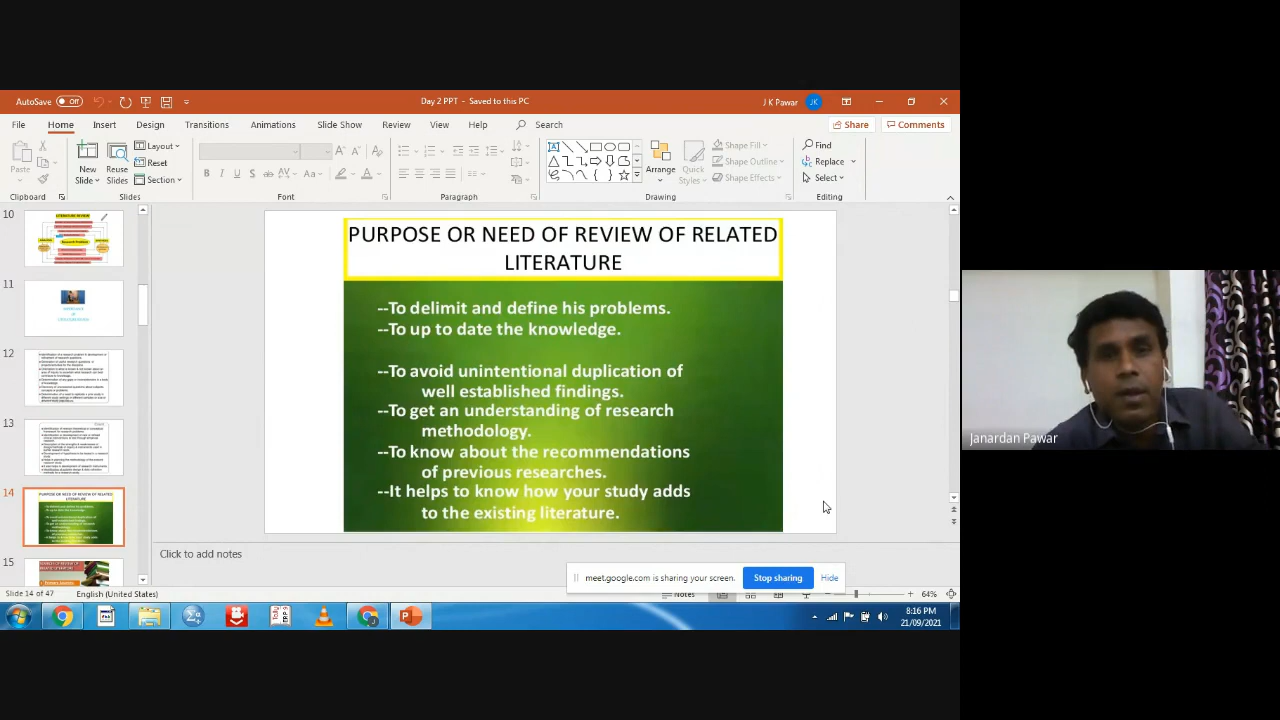 AutoSave Off
Day 2.PPT - Saved to this PC
J K Pawar JK
File Home Insert Design Transitions Animations Slide Show Review View Help Search
Share Comments
Paste
New Slide
Reuse Slides
Layout
Reset
Section
Arrange
Quick Styles
Shape Fill
Shape Outline
Shape Effects
Find
Replace
Select
Clipboard Slides Font Paragraph Drawing Editing
10
LITERATURE REVIEW
11
12
13
14
15
PURPOSE OR NEED OF REVIEW OF RELATED
LITERATURE
--To delimit and define his problems.
--To up to date the knowledge.
--To avoid unintentional duplication of
well established findings.
--To get an understanding of research
methodology.
--To know about the recommendations
of previous researches.
--It helps to know how your study adds
to the existing literature.
Janardan Pawar
Click to add notes
meet.google.com is sharing your screen.
Stop sharing
Hide
Slide 14 of 47
English (United States)
Notes
64%
8:16 PM
21/09/2021